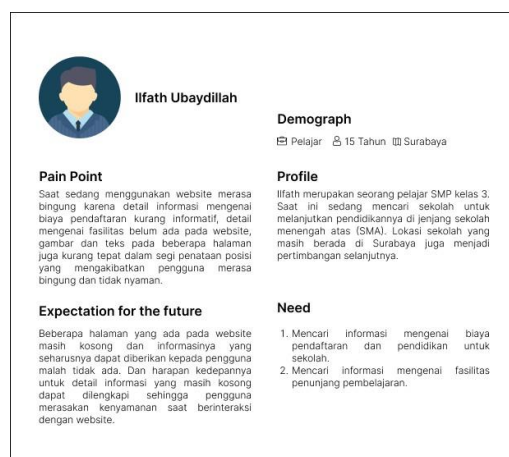 Ilfath Ubaydillah
Demograph
Pelajar 15 Tahun Surabaya
Pain Point
Saat sedang menggunakan website merasa
bingung karena detail informasi mengenai
biaya pendaftaran kurang informatif, detail
mengenai fasilitas belum ada pada website,
gambar dan teks pada beberapa halaman
juga kurang tepat dalam segi penataan posisi
yang mengakibatkan pengguna merasa
bingung dan tidak nyaman.
Profile
Ilfath merupakan seorang pelajar SMP kelas 3.
Saat ini sedang mencari sekolah untuk
melanjutkan pendidikannya di jenjang sekolah
menengah atas (SMA). Lokasi sekolah yang
masih berada di Surabaya juga menjadi
pertimbangan selanjutnya.
Expectation for the future
Beberapa halaman yang ada pada website
masih kosong dan informasinya yang
seharusnya dapat diberikan kepada pengguna
malah tidak ada. Dan harapan kedepannya
untuk detail informasi yang masih kosong
dapat dilengkapi sehingga pengguna
merasakan kenyamanan saat berinteraksi
dengan website.
Need
1. Mencari informasi mengenai biaya
pendaftaran dan pendidikan untuk
sekolah.
2. Mencari informasi mengenai fasilitas
penunjang pembelajaran.